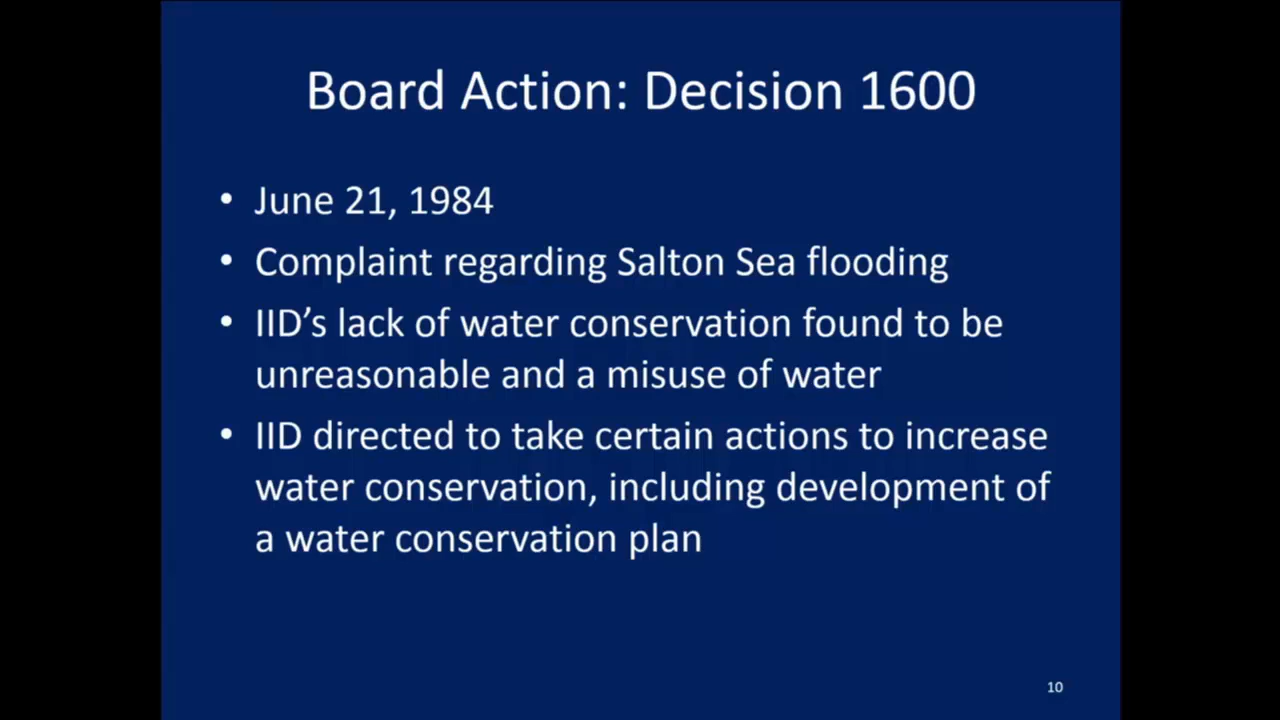 Board Action: Decision 1600
• June 21, 1984
• Complaint regarding Salton Sea flooding
• IID’s lack of water conservation found to be
unreasonable and a misuse of water
• IID directed to take certain actions to increase
water conservation, including development of
a water conservation plan
10